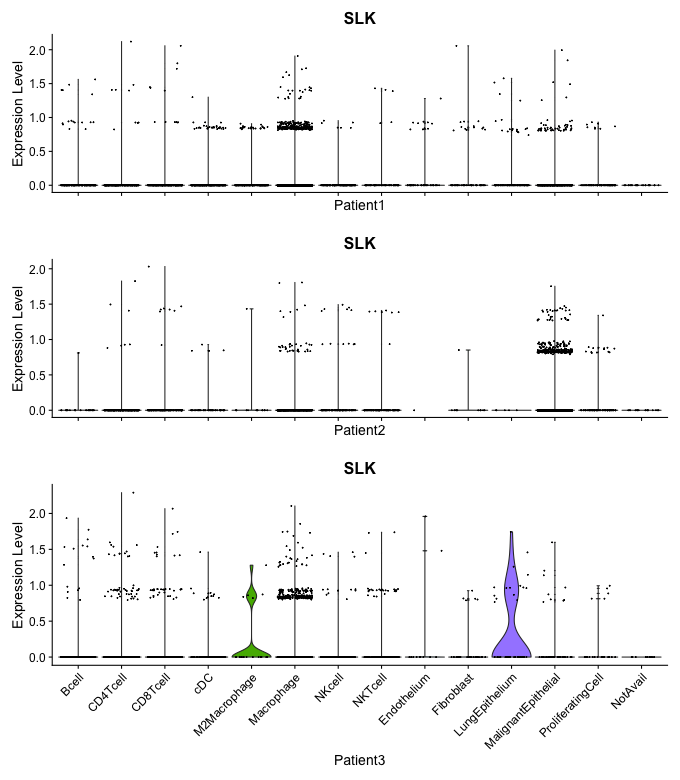 SLK
Expression Level
2.0
1.5
1.0
0.5
0.0
Patient1
SLK
Expression Level
2.0
1.5
1.0
0.5
0.0
Patient2
SLK
Expression Level
2.0
1.5
1.0
0.5
0.0
Bcell
CD4Tcell
CD8Tcell
cDC
M2Macrophage
Macrophage
NKcell
NKTcell
Endothelium
Fibroblast
LungEpithelium
MalignantEpithelial
ProliferatingCell
NotAvail
Patient3